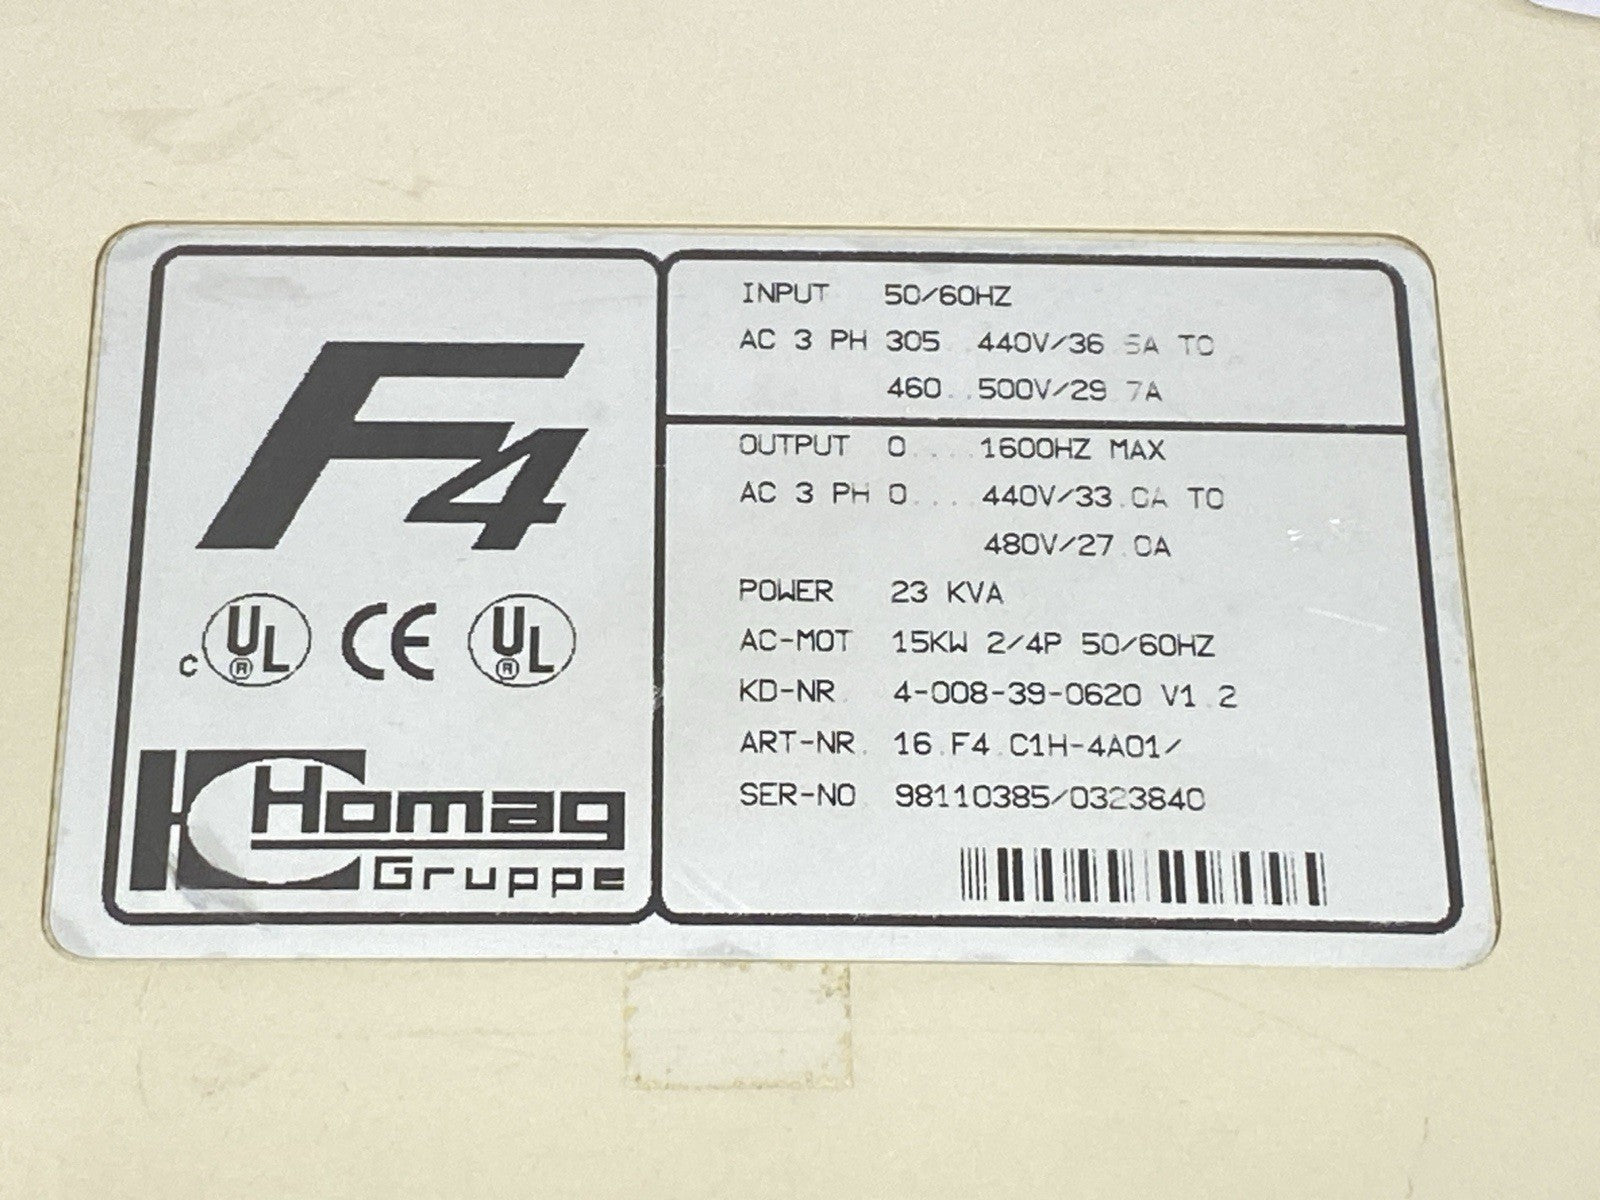 F4
C UL ® CE UL ®
Homag
Gruppe
INPUT 50/60HZ
AC 3 PH 305..440V/36.5A TO
460..500V/29.7A
OUTPUT 0....1600HZ MAX
AC 3 PH 0....440V/33.0A TO
480V/27.0A
POWER 23 KVA
AC-MOT 15KW 2/4P 50/60HZ
KD-NR. 4-008-39-0620 V1.2
ART-NR. 16.F4.C1H-4A01/
SER-NO 98110385/0323840